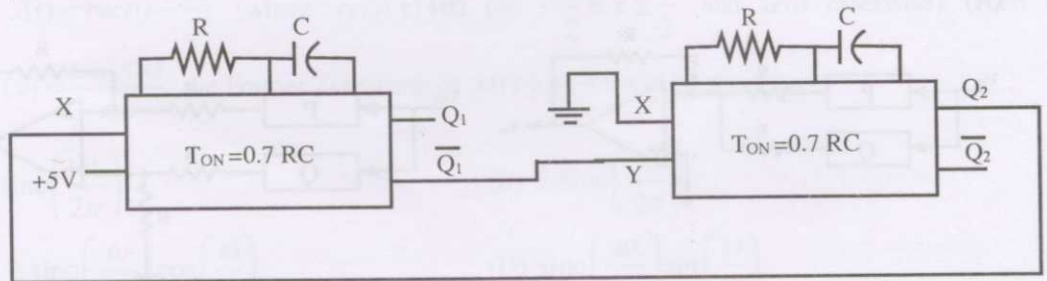 R C
X
+5V
T_ON=0.7 RC
Q₁
Q̅₁
R C
X
Y
T_ON=0.7 RC
Q₂
Q̅₂